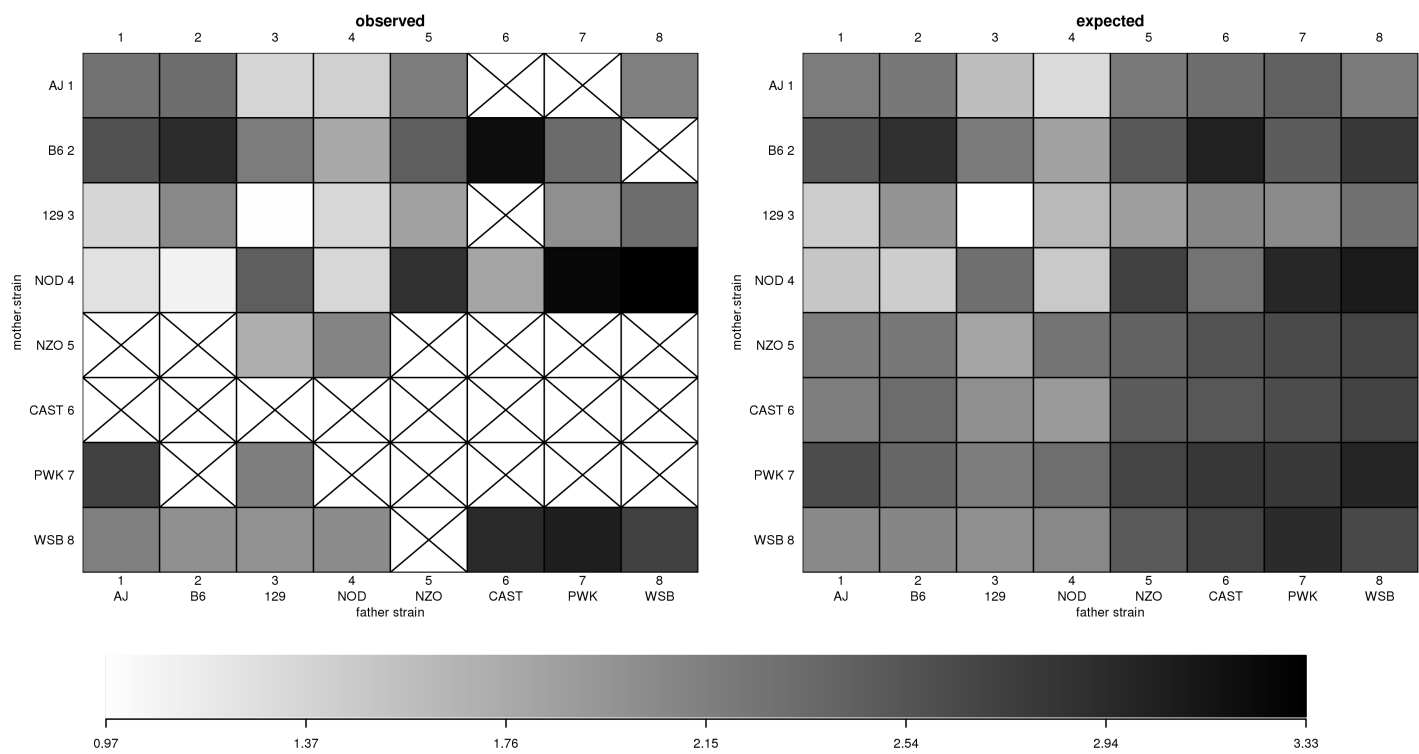 observed
1 2 3 4 5 6 7 8
AJ 1
B6 2
129 3
NOD 4
NZO 5
CAST 6
PWK 7
WSB 8
mother.strain
1 2 3 4 5 6 7 8
AJ B6 129 NOD NZO CAST PWK WSB
father strain
expected
1 2 3 4 5 6 7 8
AJ 1
B6 2
129 3
NOD 4
NZO 5
CAST 6
PWK 7
WSB 8
mother.strain
1 2 3 4 5 6 7 8
AJ B6 129 NOD NZO CAST PWK WSB
father strain
0.97 1.37 1.76 2.15 2.54 2.94 3.33